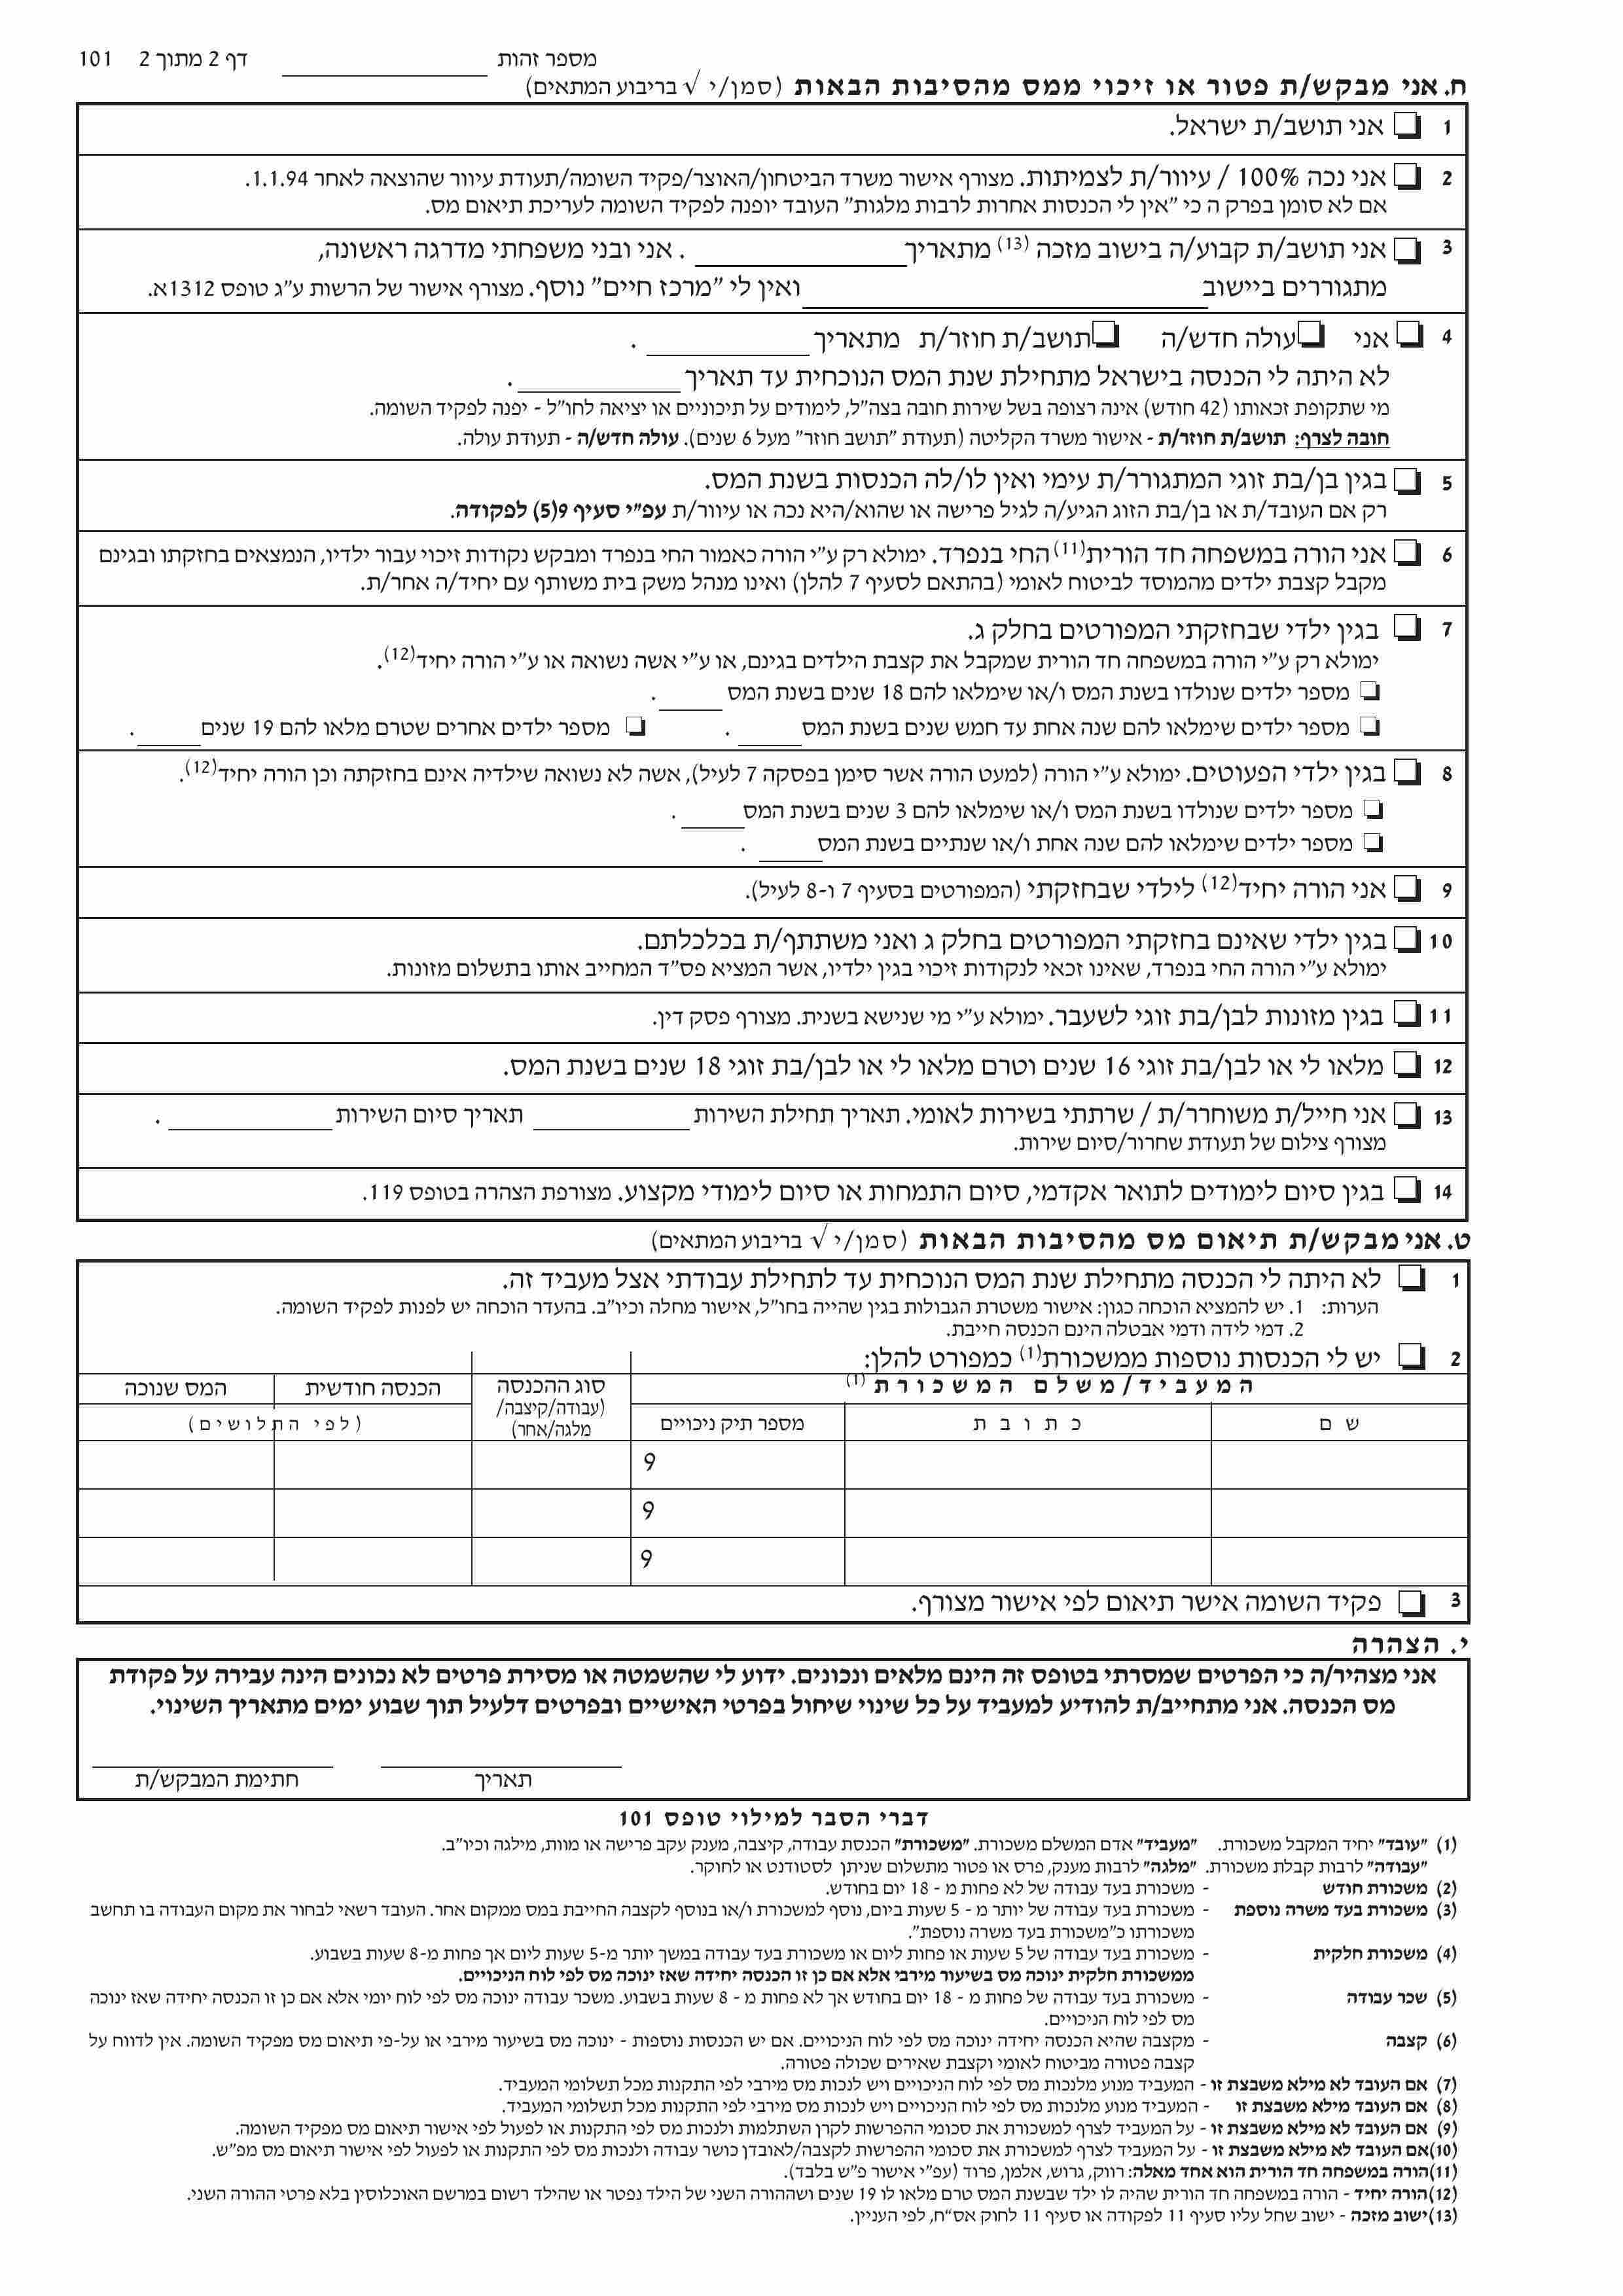 מספר זהות ____________ דף 2 מתוך 2 101
ח. אני מבקש/ת פטור או זיכוי ממס מהסיבות הבאות (סמן/י √ בריבוע המתאים)
1 אני תושב/ת ישראל.
2 אני נכה 100% / עיוור/ת לצמיתות. מצורף אישור משרד הביטחון/האוצר/פקיד השומה/תעודת עיוור שהוצאה לאחר 1.1.94.
אם לא סומן בפרק ה כי "אין לי הכנסות אחרות לרבות מלגות" העובד יופנה לפקיד השומה לעריכת תיאום מס.
3 אני תושב/ת קבוע/ה בישוב מזכה (13) מתאריך ____________ . אני ובני משפחתי מדרגה ראשונה,
מתגוררים ביישוב ____________ ואין לי "מרכז חיים" נוסף. מצורף אישור של הרשות ע"ג טופס 1312א.
4 אני עולה חדש/ה תושב/ת חוזר/ת מתאריך ____________ .
לא היתה לי הכנסה בישראל מתחילת שנת המס הנוכחית עד תאריך ____________ .
מי שתקופת זכאותו (42 חודש) אינה רצופה בשל שירות חובה בצה"ל, לימודים על תיכוניים או יציאה לחו"ל - יפנה לפקיד השומה.
חובה לצרף: תושב/ת חוזר/ת - אישור משרד הקליטה (תעודת "תושב חוזר" מעל 6 שנים). עולה חדש/ה - תעודת עולה.
5 בגין בן/בת זוגי המתגורר/ת עימי ואין לו/לה הכנסות בשנת המס.
רק אם העובד/ת או בן/בת הזוג הגיע/ה לגיל פרישה או שהוא/היא נכה או עיוור/ת עפ"י סעיף 9(5) לפקודה.
6 אני הורה במשפחה חד הורית(11) החי בנפרד. ימולא רק ע"י הורה כאמור החי בנפרד ומבקש נקודות זיכוי עבור ילדיו, הנמצאים בחזקתו ובגינם
מקבל קצבת ילדים מהמוסד לביטוח לאומי (בהתאם לסעיף 7 להלן) ואינו מנהל משק בית משותף עם יחיד/ה אחר/ת.
7 בגין ילדי שבחזקתי המפורטים בחלק ג.
ימולא רק ע"י הורה במשפחה חד הורית שמקבל את קצבת הילדים בגינם, או ע"י אשה נשואה או ע"י הורה יחיד(12).
מספר ילדים שנולדו בשנת המס ו/או שימלאו להם 18 שנים בשנת המס _____ .
מספר ילדים שימלאו להם שנה אחת עד חמש שנים בשנת המס _____ . מספר ילדים אחרים שטרם מלאו להם 19 שנים _____ .
8 בגין ילדי הפעוטים. ימולא ע"י הורה (למעט הורה אשר סימן בפסקה 7 לעיל), אשה לא נשואה שילדיה אינם בחזקתה וכן הורה יחיד(12).
מספר ילדים שנולדו בשנת המס ו/או שימלאו להם 3 שנים בשנת המס _____ .
מספר ילדים שימלאו להם שנה אחת ו/או שנתיים בשנת המס _____ .
9 אני הורה יחיד(12) לילדי שבחזקתי (המפורטים בסעיף 7 ו-8 לעיל).
10 בגין ילדי שאינם בחזקתי המפורטים בחלק ג ואני משתתף/ת בכלכלתם.
ימולא ע"י הורה החי בנפרד, שאינו זכאי לנקודות זיכוי בגין ילדיו, אשר המציא פס"ד המחייב אותו בתשלום מזונות.
11 בגין מזונות לבן/בת זוגי לשעבר. ימולא ע"י מי שנישא בשנית. מצורף פסק דין.
12 מלאו לי או לבן/בת זוגי 16 שנים וטרם מלאו לי או לבן/בת זוגי 18 שנים בשנת המס.
13 אני חייל/ת משוחרר/ת / שרתתי בשירות לאומי. תאריך תחילת השירות ____________ תאריך סיום השירות ____________ .
מצורף צילום של תעודת שחרור/סיום שירות.
14 בגין סיום לימודים לתואר אקדמי, סיום התמחות או סיום לימודי מקצוע. מצורפת הצהרה בטופס 119.
ט. אני מבקש/ת תיאום מס מהסיבות הבאות (סמן/י √ בריבוע המתאים)
1 לא היתה לי הכנסה מתחילת שנת המס הנוכחית עד לתחילת עבודתי אצל מעביד זה.
הערות: 1. יש להמציא הוכחה כגון: אישור משטרת הגבולות בגין שהייה בחו"ל, אישור מחלה וכיו"ב. בהעדר הוכחה יש לפנות לפקיד השומה.
2. דמי לידה ודמי אבטלה הינם הכנסה חייבת.
2 יש לי הכנסות נוספות ממשכורת(1) כמפורט להלן:
המעביד/משלם המשכורת (1) סוג ההכנסה הכנסה חודשית המס שנוכה
(עבודה/קיצבה/
שם כתובת מספר תיק ניכויים מלגה/אחר) (לפי התלושים)
9
9
9
3 פקיד השומה אישר תיאום לפי אישור מצורף.
י. הצהרה
אני מצהיר/ה כי הפרטים שמסרתי בטופס זה הינם מלאים ונכונים. ידוע לי שהשמטה או מסירת פרטים לא נכונים הינה עבירה על פקודת
מס הכנסה. אני מתחייב/ת להודיע למעביד על כל שינוי שיחול בפרטי האישיים ובפרטים דלעיל תוך שבוע ימים מתאריך השינוי.
תאריך חתימת המבקש/ת
דברי הסבר למילוי טופס 101
(1) "עובד" יחיד המקבל משכורת. "מעביד" אדם המשלם משכורת. "משכורת" הכנסת עבודה, קיצבה, מענק עקב פרישה או מוות, מילגה וכיו"ב.
"עבודה" לרבות קבלת משכורת. "מלגה" לרבות מענק, פרס או פטור מתשלום שניתן לסטודנט או לחוקר.
(2) משכורת חודש - משכורת בעד עבודה של לא פחות מ - 18 יום בחודש.
(3) משכורת בעד משרה נוספת - משכורת בעד עבודה של יותר מ - 5 שעות ביום, נוסף למשכורת ו/או בנוסף לקצבה החייבת במס ממקום אחר. העובד רשאי לבחור את מקום העבודה בו תחשב
משכורתו כ"משכורת בעד משרה נוספת".
(4) משכורת חלקית - משכורת בעד עבודה של 5 שעות או פחות ליום או משכורת בעד עבודה במשך יותר מ-5 שעות ליום אך פחות מ-8 שעות בשבוע.
ממשכורת חלקית ינוכה מס בשיעור מירבי אלא אם כן זו הכנסה יחידה שאז ינוכה מס לפי לוח הניכויים.
(5) שכר עבודה - משכורת בעד עבודה של פחות מ - 18 יום בחודש אך לא פחות מ - 8 שעות בשבוע. משכר עבודה ינוכה מס לפי לוח יומי אלא אם כן זו הכנסה יחידה שאז ינוכה
מס לפי לוח הניכויים.
(6) קצבה - מקצבה שהיא הכנסה יחידה ינוכה מס לפי לוח הניכויים. אם יש הכנסות נוספות - ינוכה מס בשיעור מירבי או על-פי תיאום מס מפקיד השומה. אין לדווח על
קצבה פטורה מביטוח לאומי וקצבת שאירים שכולה פטורה.
(7) אם העובד לא מילא משבצת זו - המעביד מנוע מלנכות מס לפי לוח הניכויים ויש לנכות מס מירבי לפי התקנות מכל תשלומי המעביד.
(8) אם העובד מילא משבצת זו - המעביד מנוע מלנכות מס לפי לוח הניכויים ויש לנכות מס מירבי לפי התקנות מכל תשלומי המעביד.
(9) אם העובד לא מילא משבצת זו - על המעביד לצרף למשכורת את סכומי ההפרשות לקרן השתלמות ולנכות מס לפי התקנות או לפעול לפי אישור תיאום מס מפקיד השומה.
(10) אם העובד לא מילא משבצת זו - על המעביד לצרף למשכורת את סכומי ההפרשות לקצבה/לאובדן כושר עבודה ולנכות מס לפי התקנות או לפעול לפי אישור תיאום מס מפ"ש.
(11) הורה במשפחה חד הורית הוא אחד מאלה: רווק, גרוש, אלמן, פרוד (עפ"י אישור פ"ש בלבד).
(12) הורה יחיד - הורה במשפחה חד הורית שהיה לו ילד שבשנת המס טרם מלאו לו 19 שנים ושההורה השני של הילד נפטר או שהילד רשום במרשם האוכלוסין בלא פרטי ההורה השני.
(13) ישוב מזכה - ישוב שחל עליו סעיף 11 לפקודה או סעיף 11 לחוק אס"ח, לפי העניין.